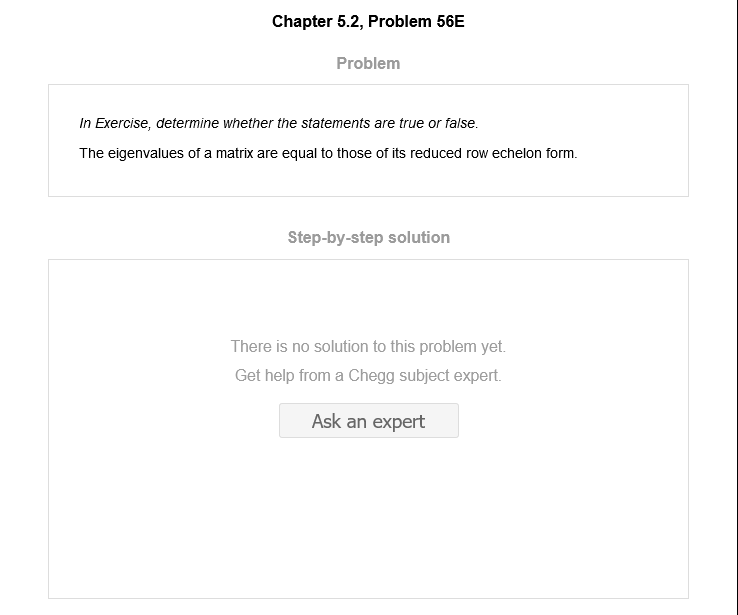 Chapter 5.2, Problem 56E
Problem
In Exercise, determine whether the statements are true or false.
The eigenvalues of a matrix are equal to those of its reduced row echelon form.
Step-by-step solution
There is no solution to this problem yet.
Get help from a Chegg subject expert.
Ask an expert